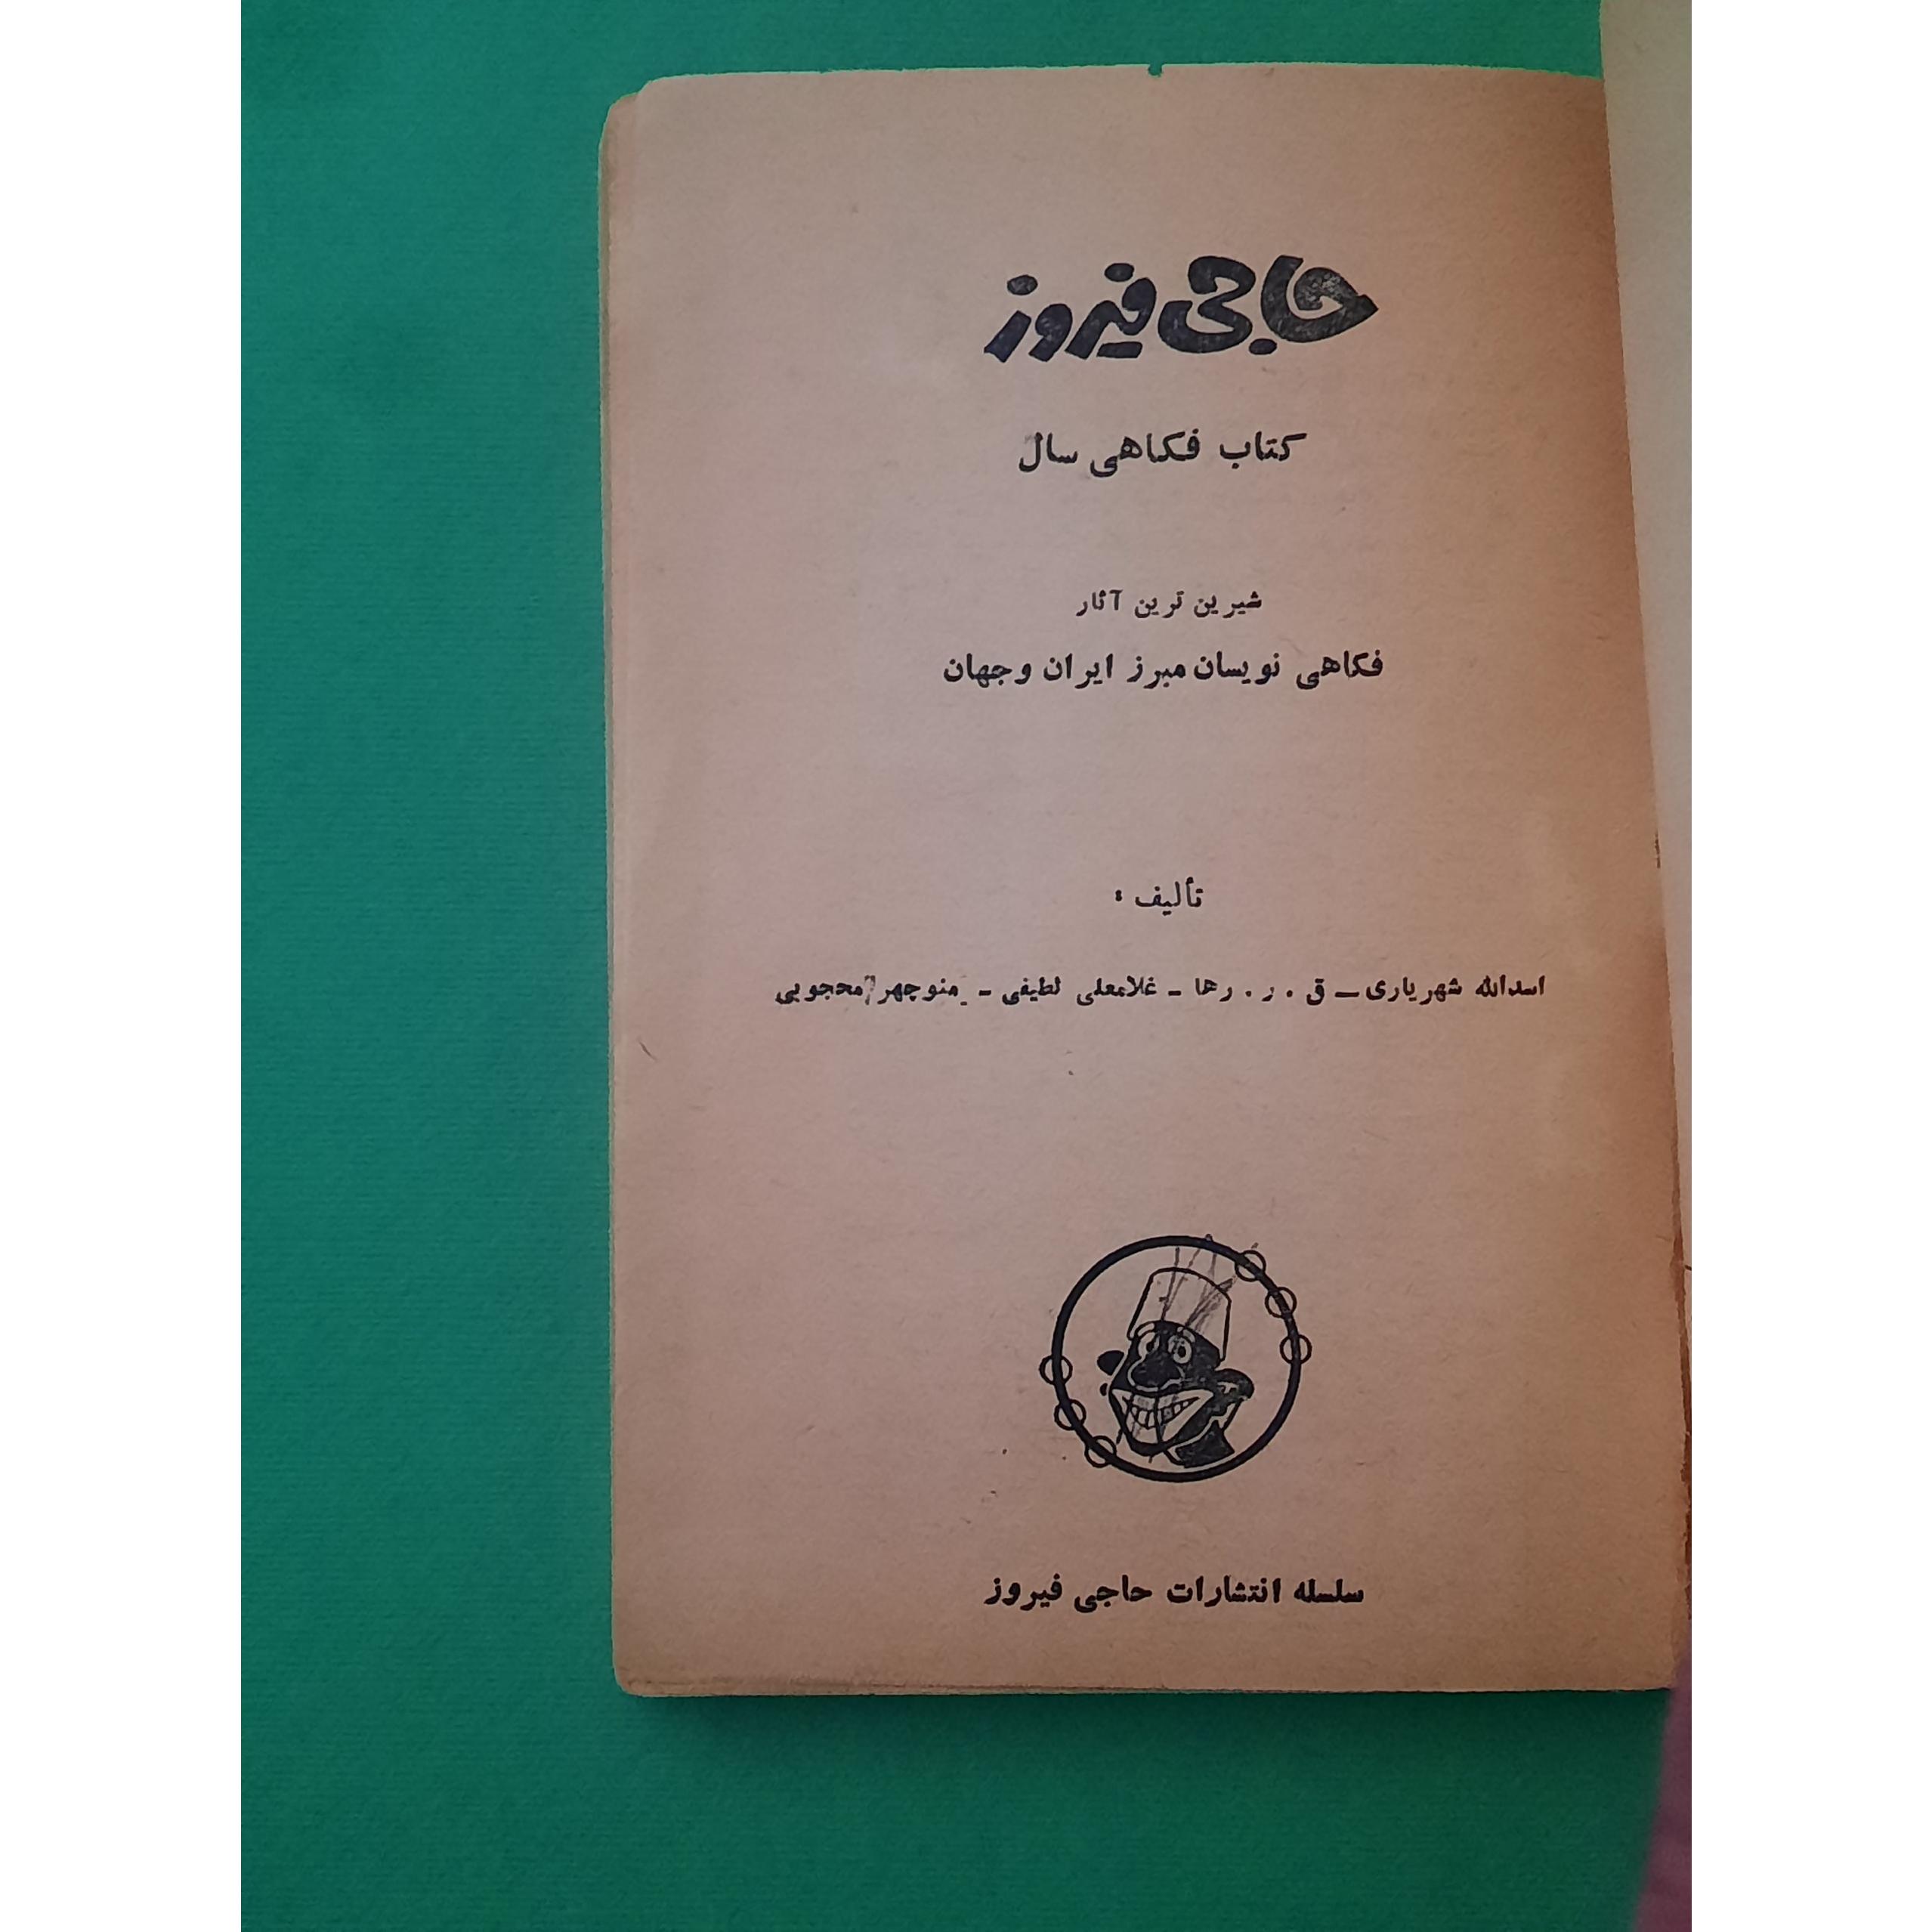 حاجی فیروز
کتاب فکاهی سال
شیرین ترین آثار
فکاهی نویسان مبرز ایران و جهان
تألیف :
اسدالله شهریاری ـ ق . ر . رها ـ غلامعلی لطیفی ـ منوچهر محجوبی
سلسله انتشارات حاجی فیروز